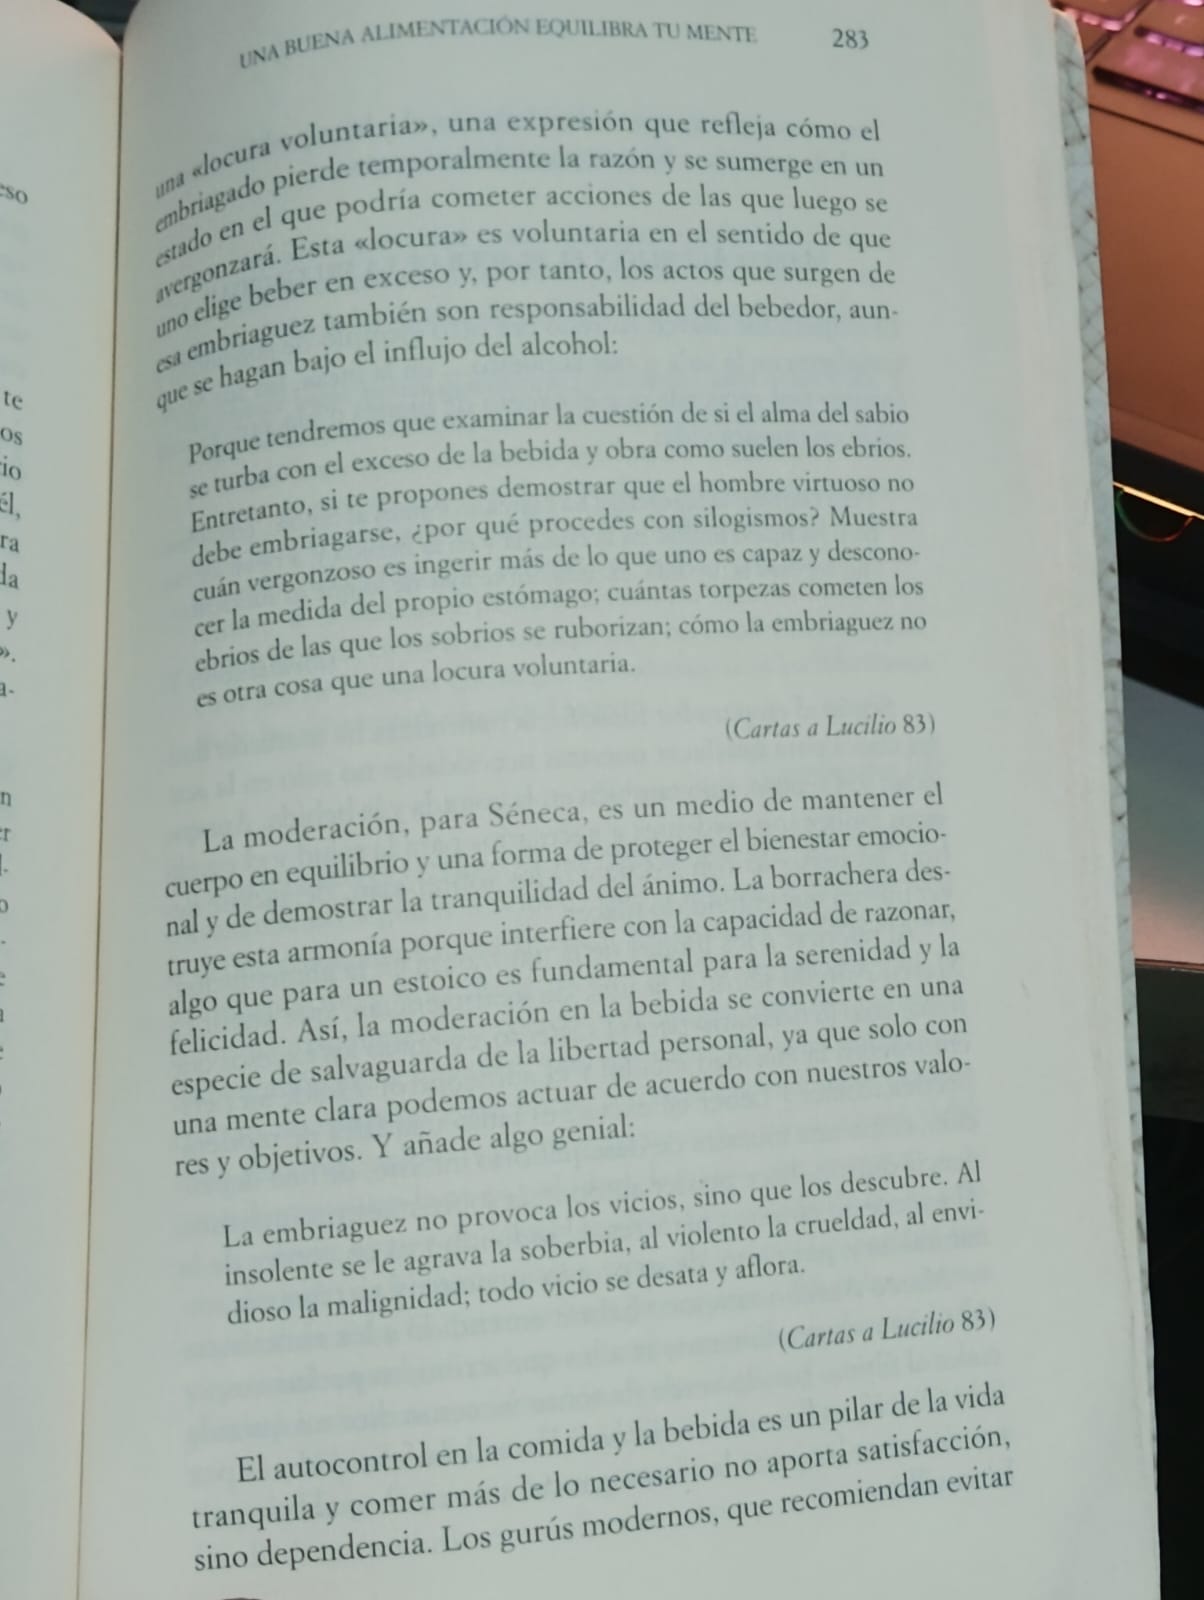 UNA BUENA ALIMENTACIÓN EQUILIBRA TU MENTE 283
una «locura voluntaria», una expresión que refleja cómo el
embriagado pierde temporalmente la razón y se sumerge en un
estado en el que podría cometer acciones de las que luego se
avergonzará. Esta «locura» es voluntaria en el sentido de que
uno elige beber en exceso y, por tanto, los actos que surgen de
esa embriaguez también son responsabilidad del bebedor, aun-
que se hagan bajo el influjo del alcohol:
Porque tendremos que examinar la cuestión de si el alma del sabio
se turba con el exceso de la bebida y obra como suelen los ebrios.
Entretanto, si te propones demostrar que el hombre virtuoso no
debe embriagarse, ¿por qué procedes con silogismos? Muestra
cuán vergonzoso es ingerir más de lo que uno es capaz y descono-
cer la medida del propio estómago; cuántas torpezas cometen los
ebrios de las que los sobrios se ruborizan; cómo la embriaguez no
es otra cosa que una locura voluntaria.
(Cartas a Lucilio 83)
La moderación, para Séneca, es un medio de mantener el
cuerpo en equilibrio y una forma de proteger el bienestar emocio-
nal y de demostrar la tranquilidad del ánimo. La borrachera des-
truye esta armonía porque interfiere con la capacidad de razonar,
algo que para un estoico es fundamental para la serenidad y la
felicidad. Así, la moderación en la bebida se convierte en una
especie de salvaguarda de la libertad personal, ya que solo con
una mente clara podemos actuar de acuerdo con nuestros valo-
res y objetivos. Y añade algo genial:
La embriaguez no provoca los vicios, sino que los descubre. Al
insolente se le agrava la soberbia, al violento la crueldad, al envi-
dioso la malignidad; todo vicio se desata y aflora.
(Cartas a Lucilio 83)
El autocontrol en la comida y la bebida es un pilar de la vida
tranquila y comer más de lo necesario no aporta satisfacción,
sino dependencia. Los gurús modernos, que recomiendan evitar